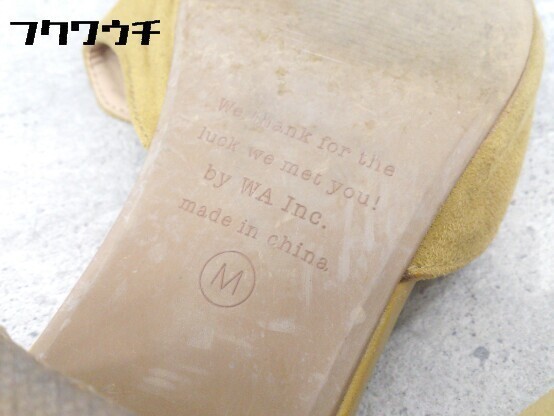 フクワウチ
We thank for the
luck we met you!
by WA Inc.
made in china
M